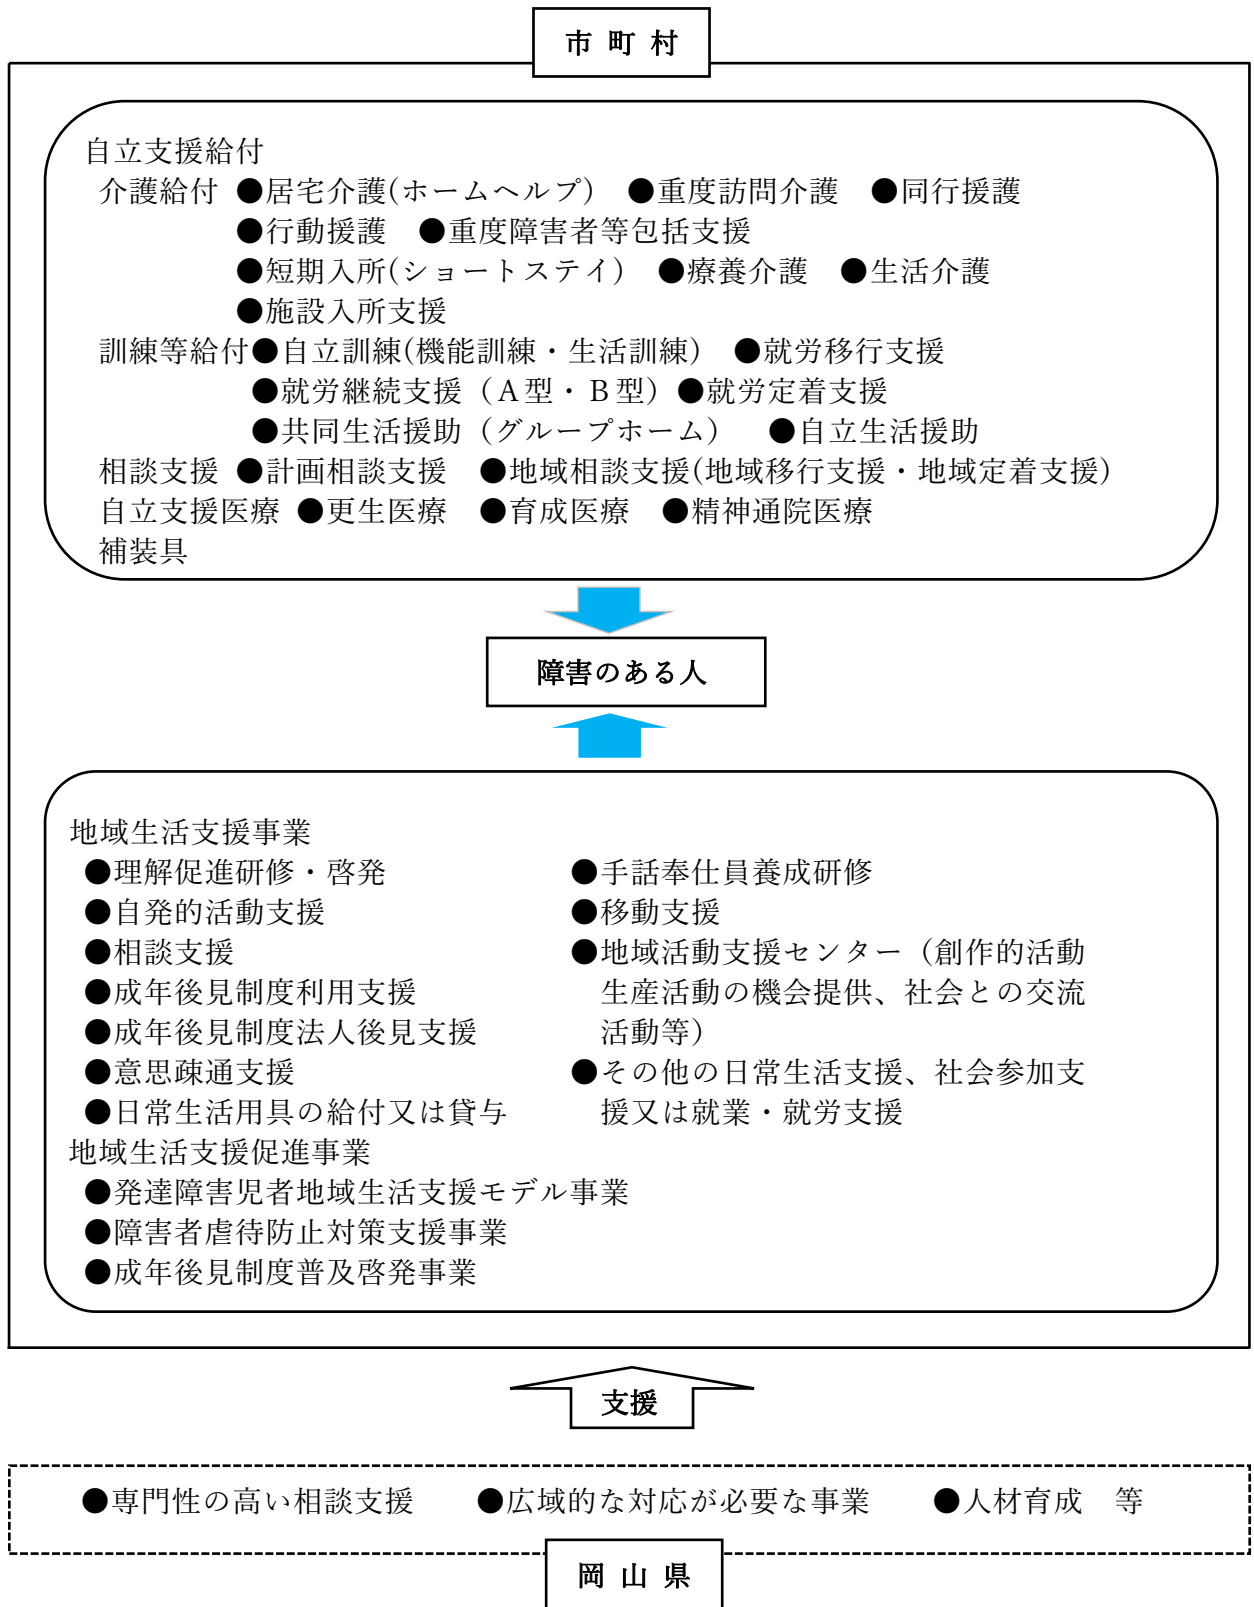 市町村
自立支援給付
介護給付 ●居宅介護(ホームヘルプ) ●重度訪問介護 ●同行援護
●行動援護 ●重度障害者等包括支援
●短期入所(ショートステイ) ●療養介護 ●生活介護
●施設入所支援
訓練等給付●自立訓練(機能訓練・生活訓練) ●就労移行支援
●就労継続支援（Ａ型・Ｂ型）●就労定着支援
●共同生活援助（グループホーム） ●自立生活援助
相談支援 ●計画相談支援 ●地域相談支援(地域移行支援・地域定着支援)
自立支援医療 ●更生医療 ●育成医療 ●精神通院医療
補装具
障害のある人
地域生活支援事業
●理解促進研修・啓発
●自発的活動支援
●相談支援
●成年後見制度利用支援
●成年後見制度法人後見支援
●意思疎通支援
●日常生活用具の給付又は貸与
●手話奉仕員養成研修
●移動支援
●地域活動支援センター（創作的活動
生産活動の機会提供、社会との交流
活動等）
●その他の日常生活支援、社会参加支
援又は就業・就労支援
地域生活支援促進事業
●発達障害児者地域生活支援モデル事業
●障害者虐待防止対策支援事業
●成年後見制度普及啓発事業
支援
●専門性の高い相談支援 ●広域的な対応が必要な事業 ●人材育成 等
岡山県